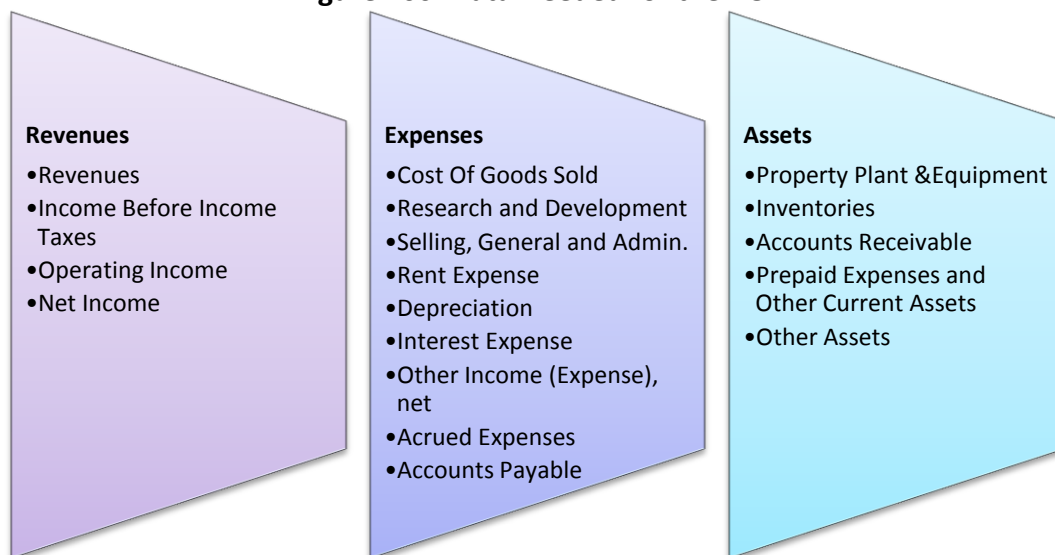 Revenues
•Revenues
•Income Before Income
Taxes
•Operating Income
•Net Income
Expenses
•Cost Of Goods Sold
•Research and Development
•Selling, General and Admin.
•Rent Expense
•Depreciation
•Interest Expense
•Other Income (Expense),
net
•Accrued Expenses
•Accounts Payable
Assets
•Property Plant &Equipment
•Inventories
•Accounts Receivable
•Prepaid Expenses and
Other Current Assets
•Other Assets